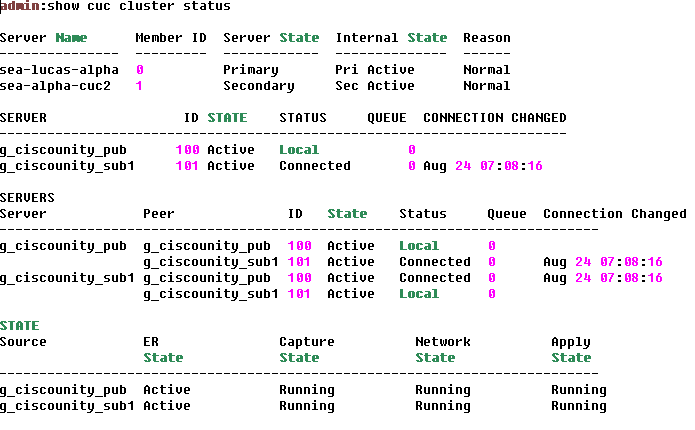 admin:show cuc cluster status
Server Name    Member ID  Server State  Internal State  Reason
-------------- ---------  ------------  --------------  ------
sea-lucas-alpha  0          Primary       Pri Active      Normal
sea-alpha-cuc2   1          Secondary     Sec Active      Normal
SERVER                 ID STATE    STATUS     QUEUE  CONNECTION CHANGED
-----------------------------------------------------------------------
g_ciscounity_pub      100 Active   Local           0
g_ciscounity_sub1     101 Active   Connected       0 Aug 24 07:08:16
SERVERS
Server            Peer              ID   State    Status     Queue  Connection Changed
---------------------------------------------------------------------------
g_ciscounity_pub  g_ciscounity_pub  100  Active   Local      0
                  g_ciscounity_sub1 101  Active   Connected  0      Aug 24 07:08:16
g_ciscounity_sub1 g_ciscounity_pub  100  Active   Connected  0      Aug 24 07:08:16
                  g_ciscounity_sub1 101  Active   Local      0
STATE
Source            ER               Capture          Network          Apply
                  State            State            State            State
---------------------------------------------------------------------------
g_ciscounity_pub  Active           Running          Running          Running
g_ciscounity_sub1 Active           Running          Running          Running